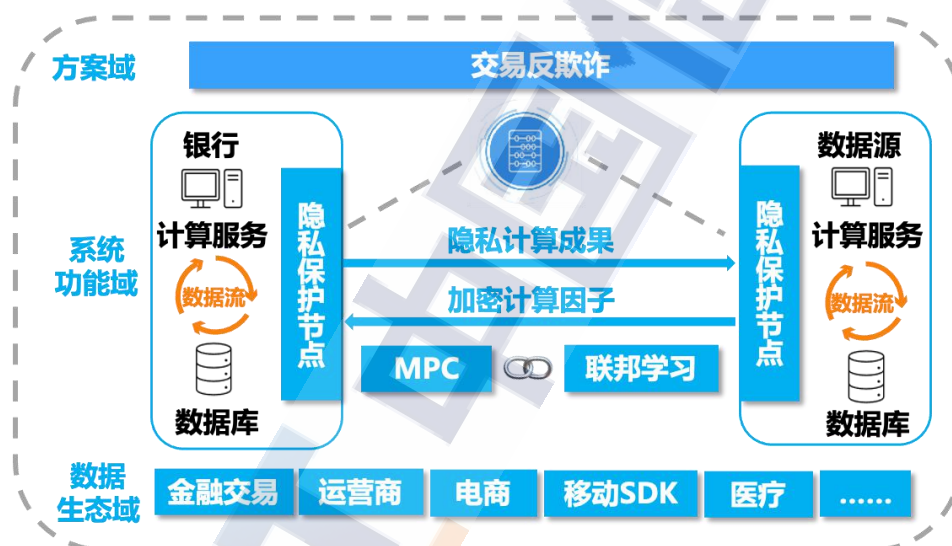 方案域
交易反欺诈
系统
功能域
银行
计算服务
数据流
数据库
隐私保护节点
隐私计算成果
加密计算因子
MPC
联邦学习
隐私保护节点
数据源
计算服务
数据流
数据库
数据
生态域
金融交易
运营商
电商
移动SDK
医疗
......